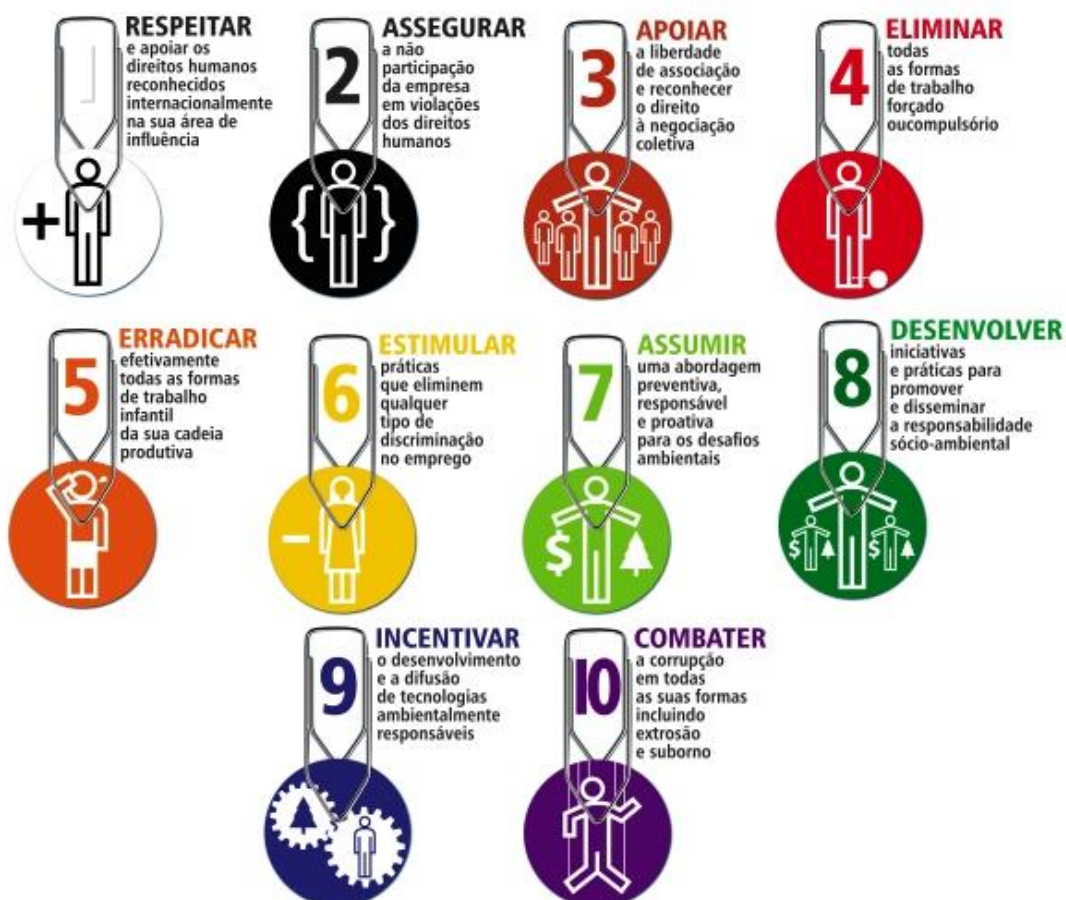 1
RESPEITAR
e apoiar os
direitos humanos
reconhecidos
internacionalmente
na sua área de
influência
2
ASSEGURAR
a não
participação
da empresa
em violações
dos direitos
humanos
3
APOIAR
a liberdade
de associação
e reconhecer
o direito
à negociação
coletiva
4
ELIMINAR
todas
as formas
de trabalho
forçado
oucompulsório
5
ERRADICAR
efetivamente
todas as formas
de trabalho
infantil
da sua cadeia
produtiva
6
ESTIMULAR
práticas
que eliminem
qualquer
tipo de
discriminação
no emprego
7
ASSUMIR
uma abordagem
preventiva,
responsável
e proativa
para os desafios
ambientais
8
DESENVOLVER
iniciativas
e práticas para
promover
e disseminar
a responsabilidade
sócio-ambiental
9
INCENTIVAR
o desenvolvimento
e a difusão
de tecnologias
ambientalmente
responsáveis
10
COMBATER
a corrupção
em todas
as suas formas
incluindo
extrosão
e suborno